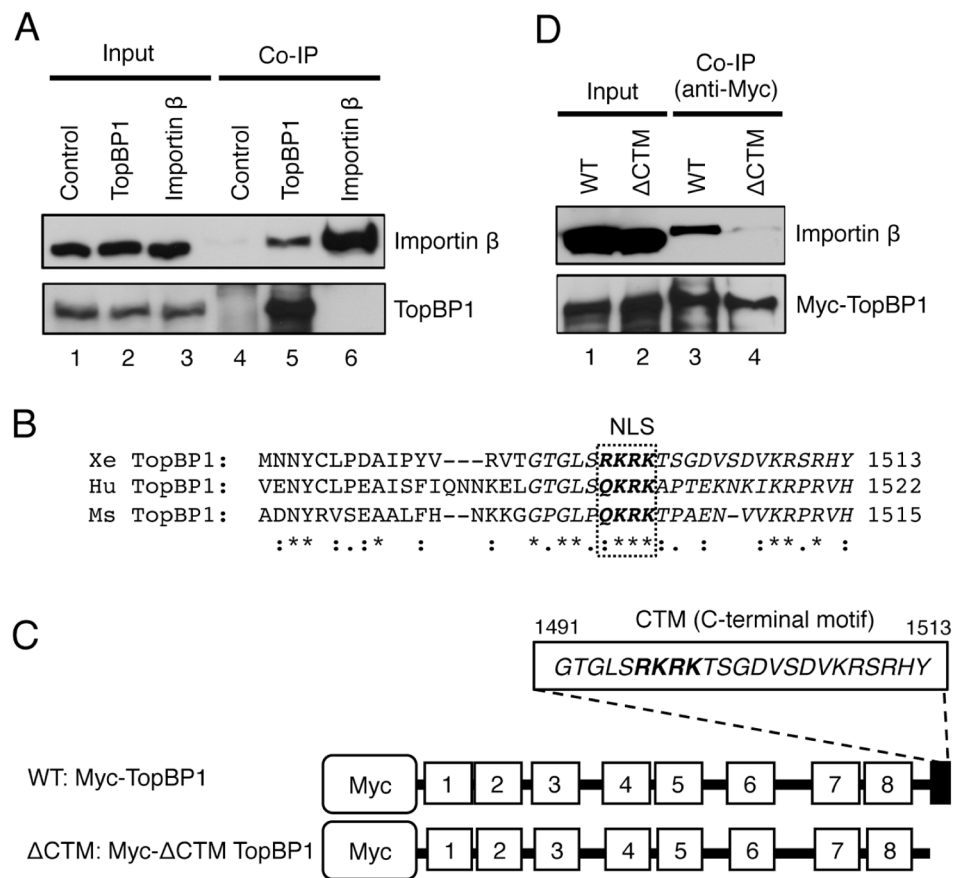 A
Input
Co-IP
Control
TopBP1
Importin β
Control
TopBP1
Importin β
Importin β
TopBP1
1 2 3 4 5 6
D
Input
Co-IP
(anti-Myc)
WT
ΔCTM
WT
ΔCTM
Importin β
Myc-TopBP1
1 2 3 4
B
NLS
Xe TopBP1: MNNYCLPDAIPYV---RVTGTGLSRKRKTSGDVSDVKRSRHY 1513
Hu TopBP1: VENYCLPEAISFIQNNKELGTGLSQKRKAPTEKNKIKRPRVH 1522
Ms TopBP1: ADNYRVSEAALFH--NKKGGPGLPQKRKTPAEN-VVKRPRVH 1515
:**:.:* : : *.**.:***:. : **.* :
C
CTM (C-terminal motif)
1491 1513
GTGLSRKRKTSGDVSDVKRSRHY
WT: Myc-TopBP1 Myc 1 2 3 4 5 6 7 8
ΔCTM: Myc-ΔCTM TopBP1 Myc 1 2 3 4 5 6 7 8